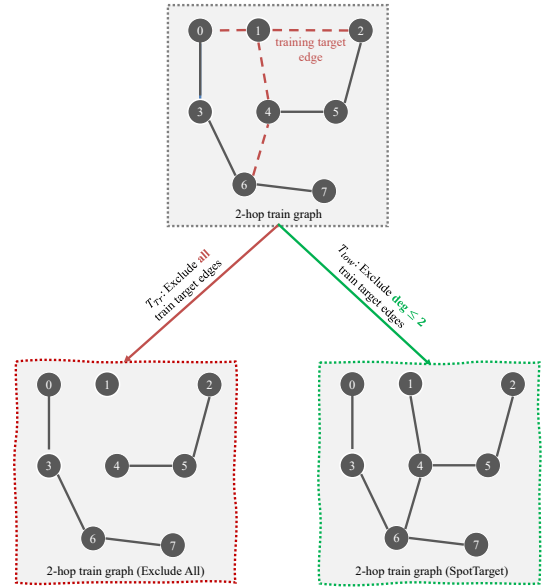 0 1 2
training target
edge
3 4 5
6 7
2-hop train graph
T_Tr: Exclude all
train target edges
T_low: Exclude deg ≤ 2
train target edges
0 1 2
3 4 5
6 7
2-hop train graph (Exclude All)
0 1 2
3 4 5
6 7
2-hop train graph (SpotTarget)